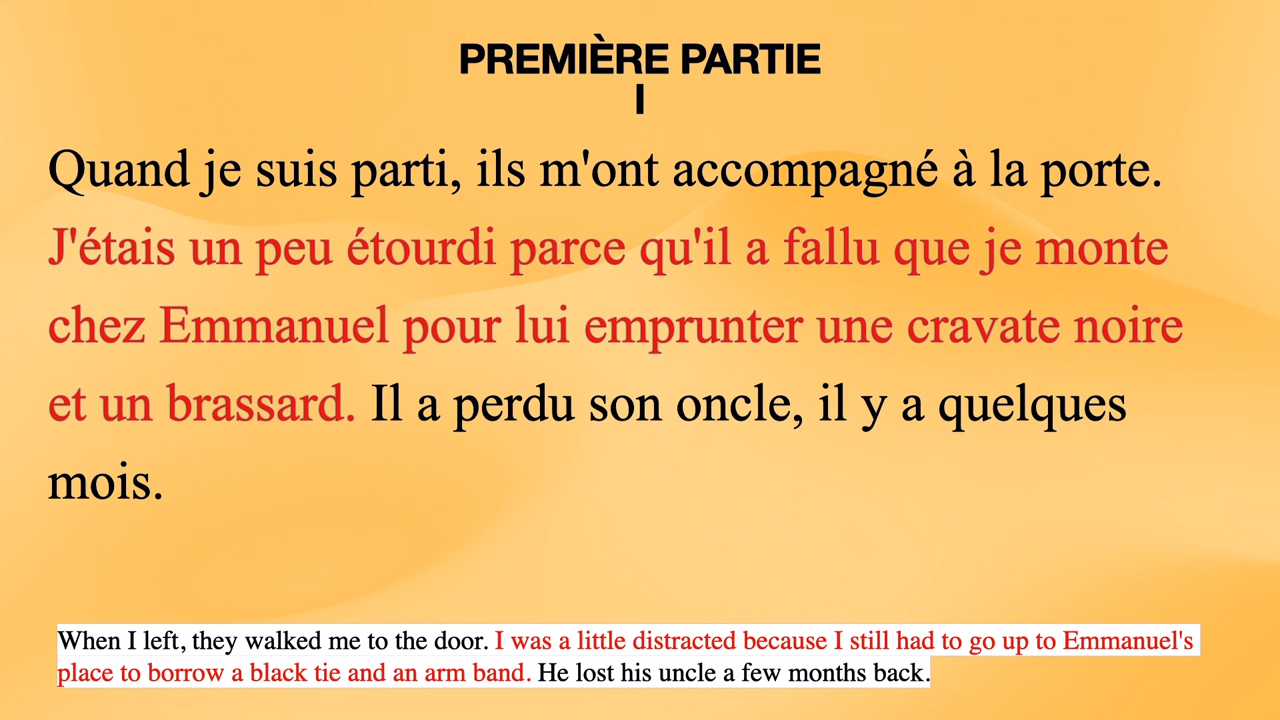 PREMIÈRE PARTIE
I
Quand je suis parti, ils m'ont accompagné à la porte.
J'étais un peu étourdi parce qu'il a fallu que je monte
chez Emmanuel pour lui emprunter une cravate noire
et un brassard. Il a perdu son oncle, il y a quelques
mois.
When I left, they walked me to the door. I was a little distracted because I still had to go up to Emmanuel's
place to borrow a black tie and an arm band. He lost his uncle a few months back.